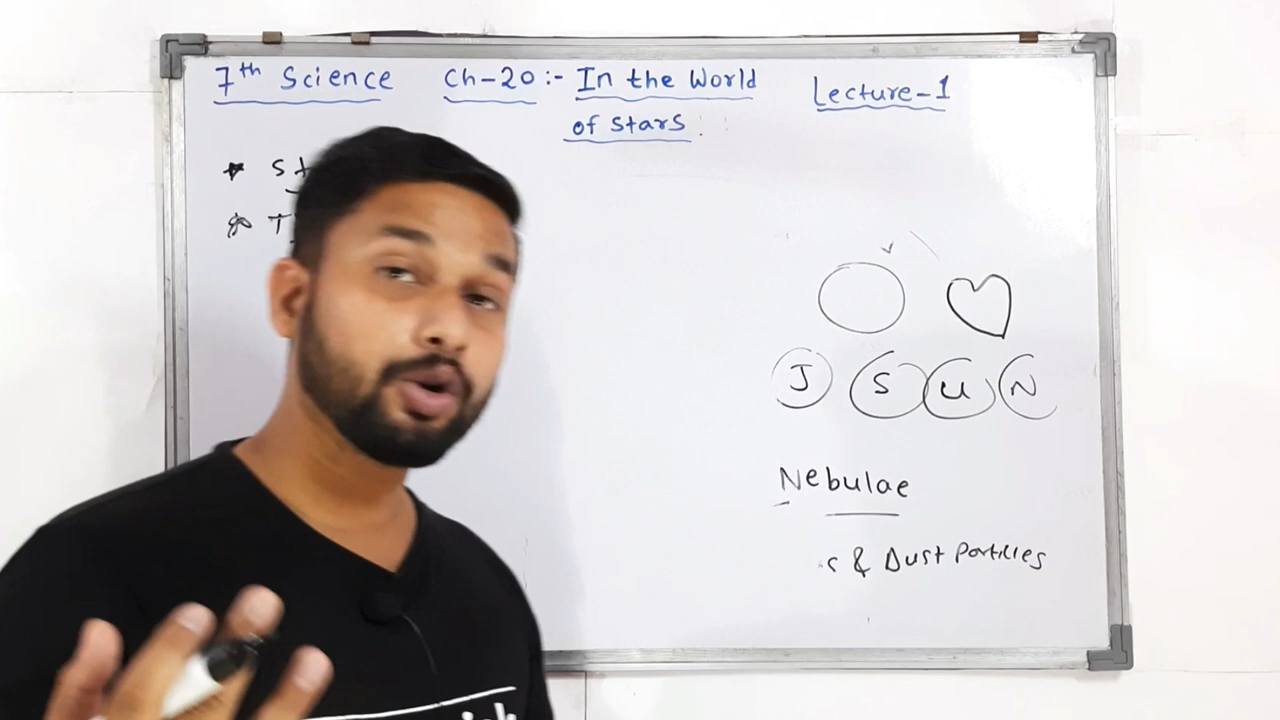 7th Science Ch-20:- In the World Lecture-1
of Stars
J S U N
Nebulae
& Dust Particles